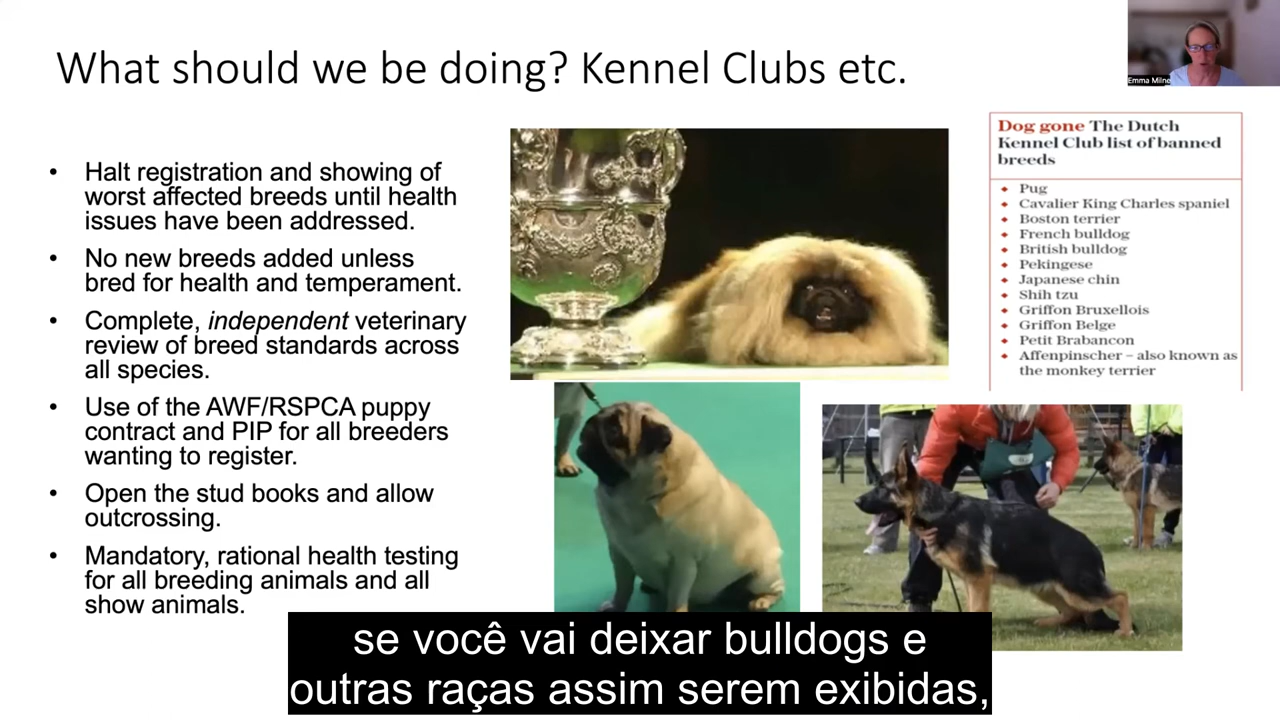 What should we be doing? Kennel Clubs etc.
Emma Milne
• Halt registration and showing of
worst affected breeds until health
issues have been addressed.
• No new breeds added unless
bred for health and temperament.
• Complete, independent veterinary
review of breed standards across
all species.
• Use of the AWF/RSPCA puppy
contract and PIP for all breeders
wanting to register.
• Open the stud books and allow
outcrossing.
• Mandatory, rational health testing
for all breeding animals and all
show animals.
Dog gone The Dutch
Kennel Club list of banned
breeds
Pug
Cavalier King Charles spaniel
Boston terrier
French bulldog
British bulldog
Pekingese
Japanese chin
Shih tzu
Griffon Bruxellois
Griffon Belge
Petit Brabancon
Affenpinscher – also known as
the monkey terrier
se você vai deixar bulldogs e
outras raças assim serem exibidas,